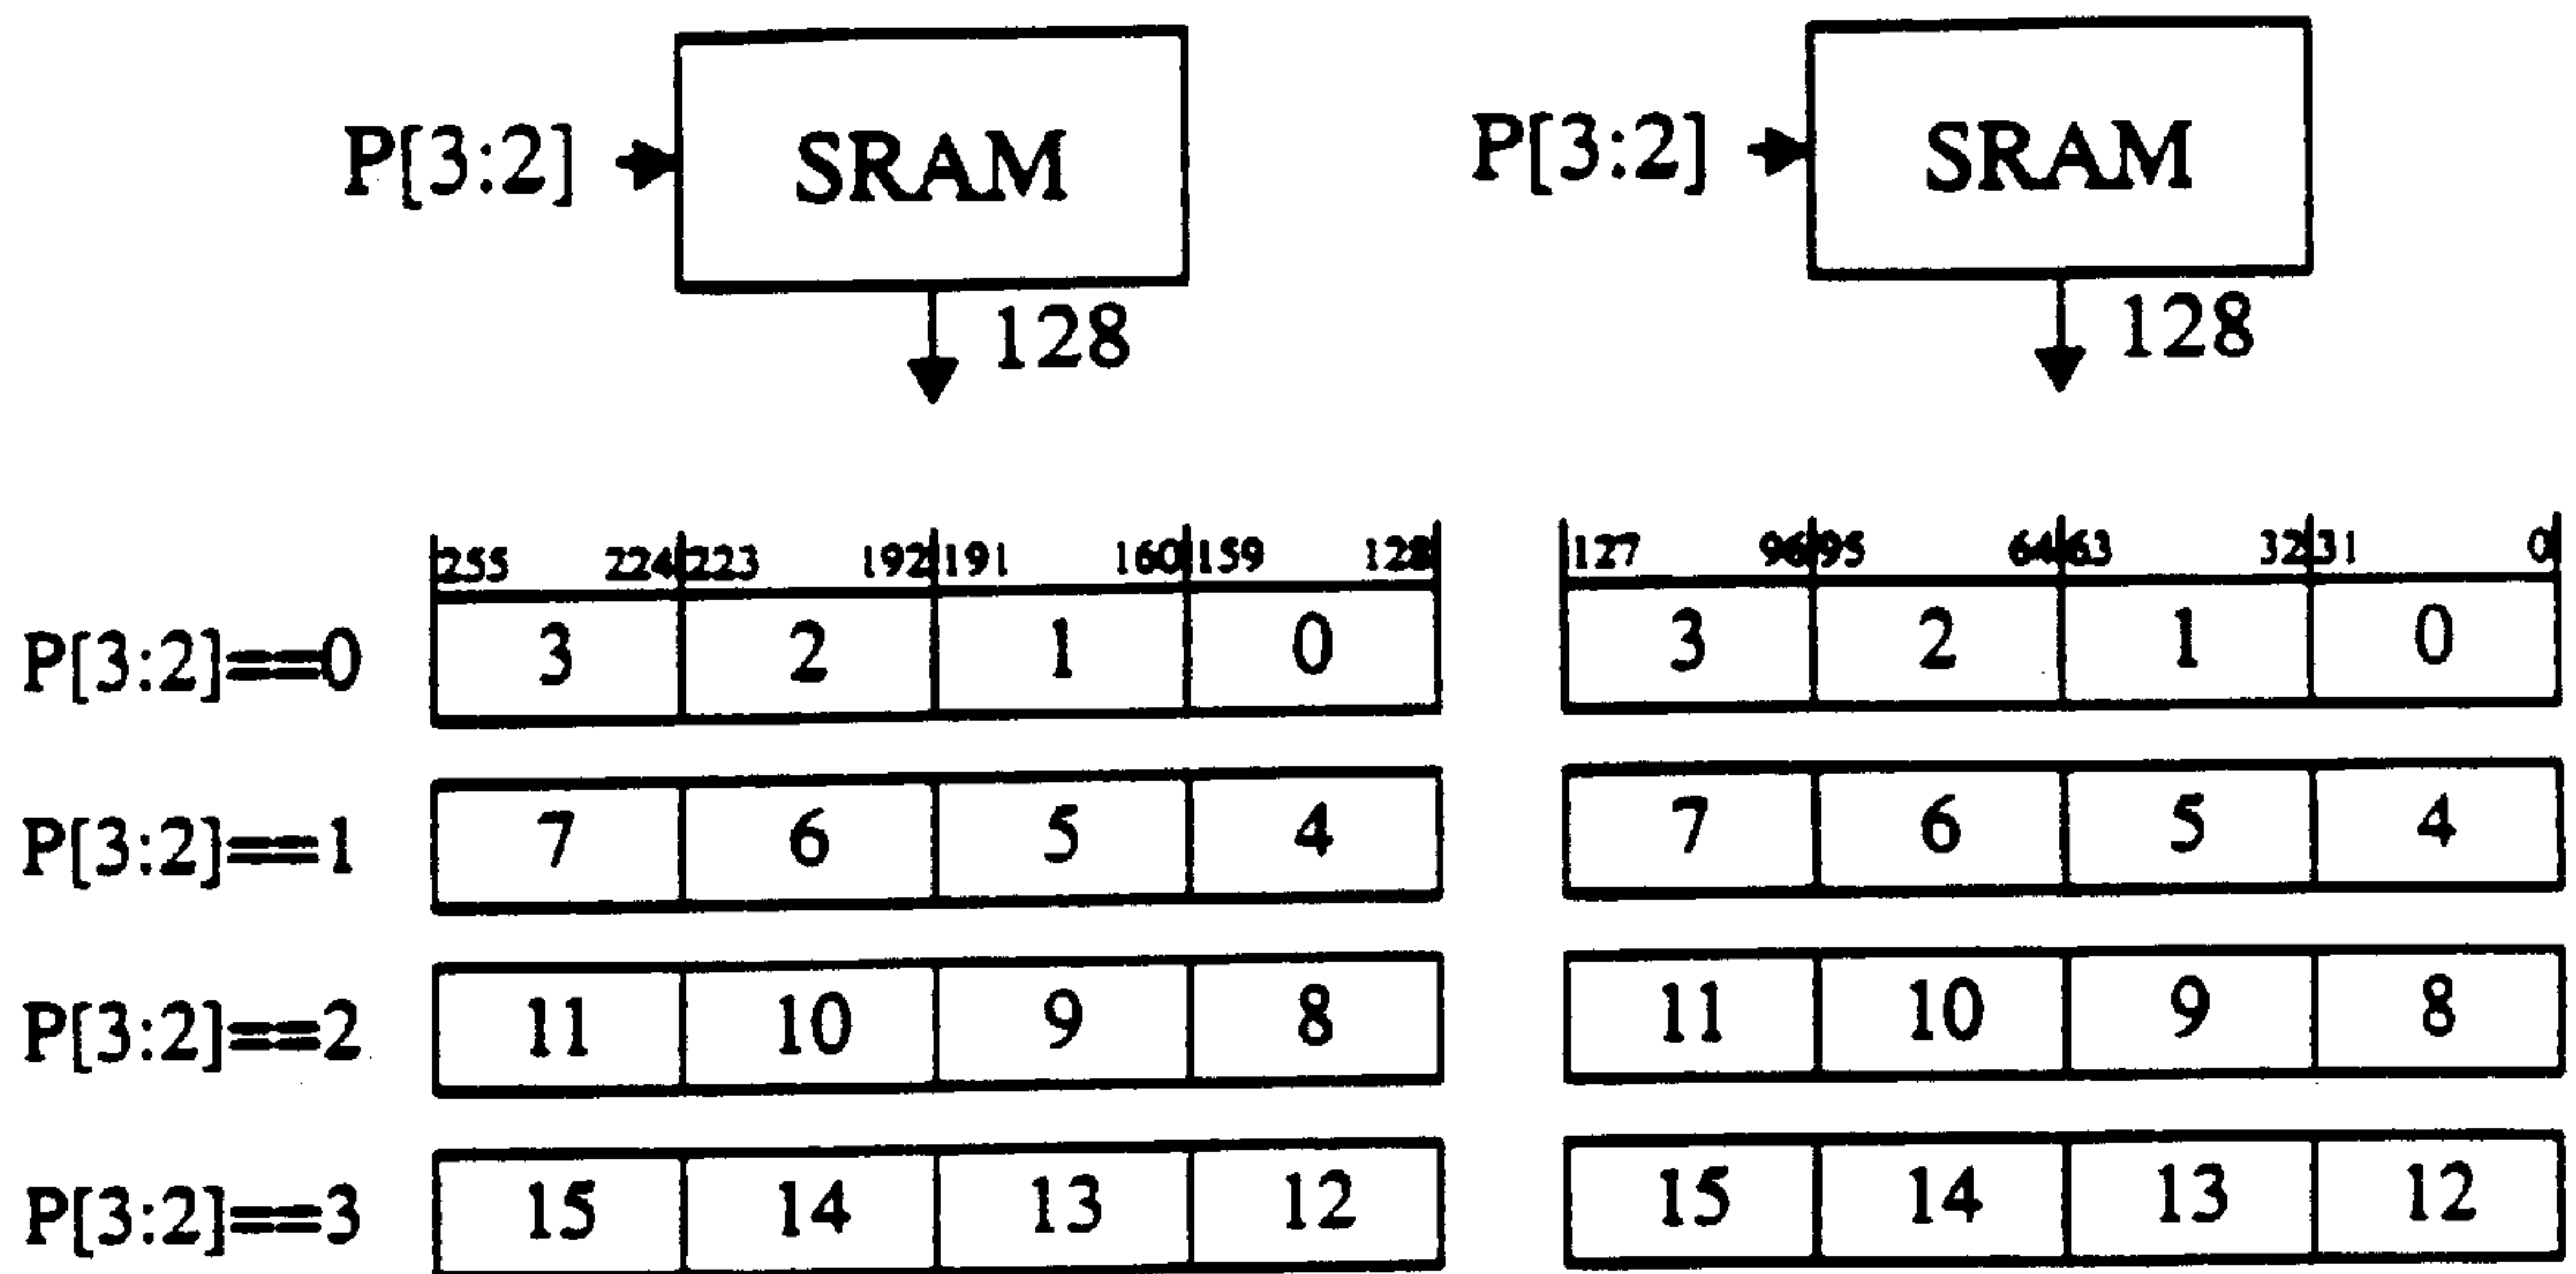 P[3:2] SRAM P[3:2] SRAM
128 128
255 224 223 192 191 160 159 128 127 96 95 64 63 32 31 0
P[3:2]==0 3 2 1 0 3 2 1 0
P[3:2]==1 7 6 5 4 7 6 5 4
P[3:2]==2 11 10 9 8 11 10 9 8
P[3:2]==3 15 14 13 12 15 14 13 12